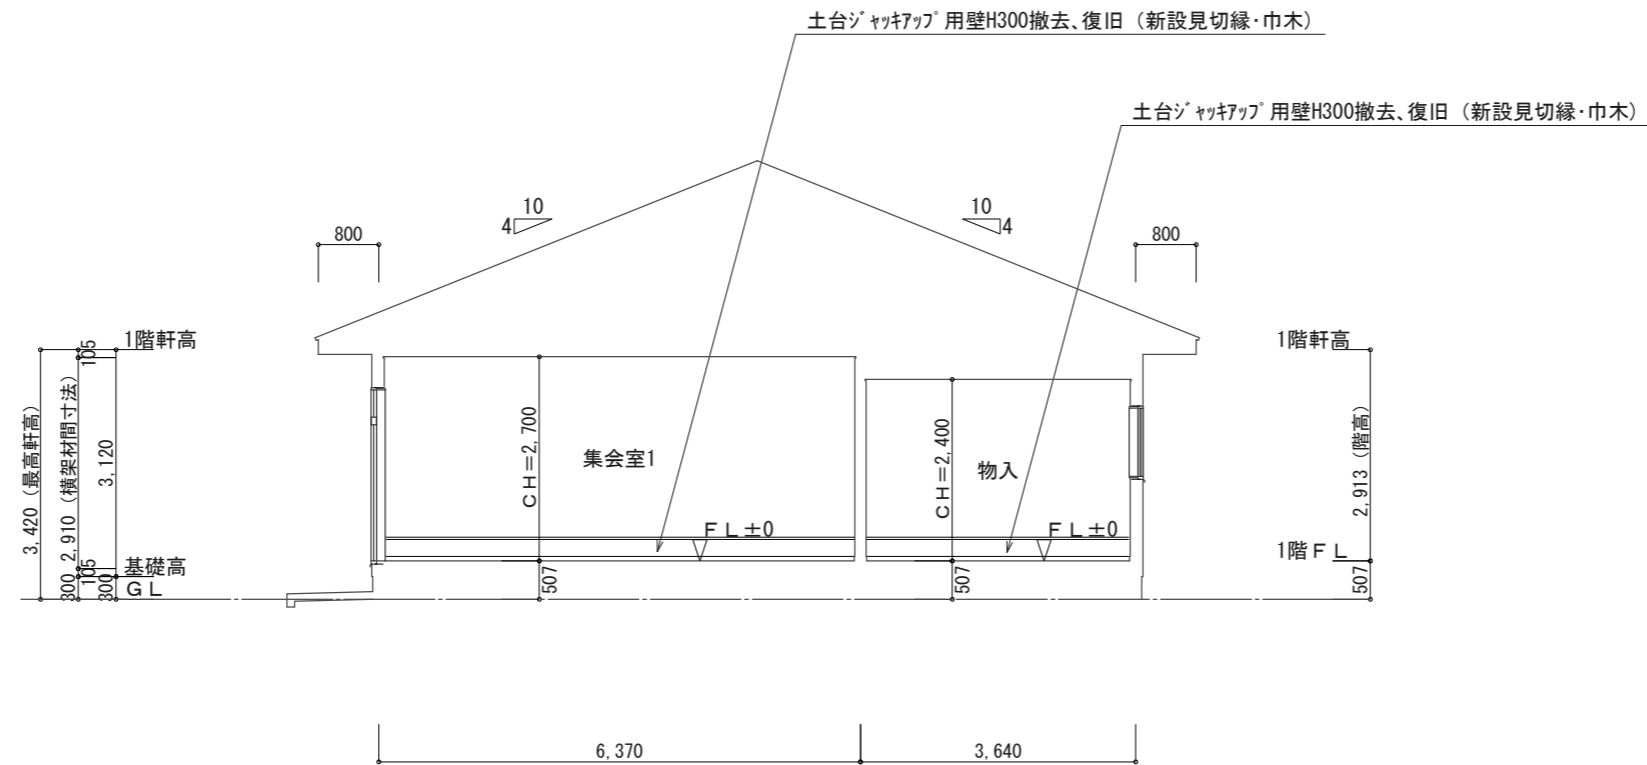 土台ｼﾞｬｯｷｱｯﾌﾟ用壁H300撤去、復旧（新設見切縁･巾木）
土台ｼﾞｬｯｷｱｯﾌﾟ用壁H300撤去、復旧（新設見切縁･巾木）
10
4
10
4
800
800
1階軒高
1階軒高
105
3,420（最高軒高）
2,910（横架材間寸法）
3,120
ＣＨ＝2,700
集会室1
ＣＨ＝2,400
物入
2,913（階高）
ＦＬ±0
ＦＬ±0
1階ＦＬ
基礎高
ＧＬ
105
300
300
507
507
507
6,370
3,640